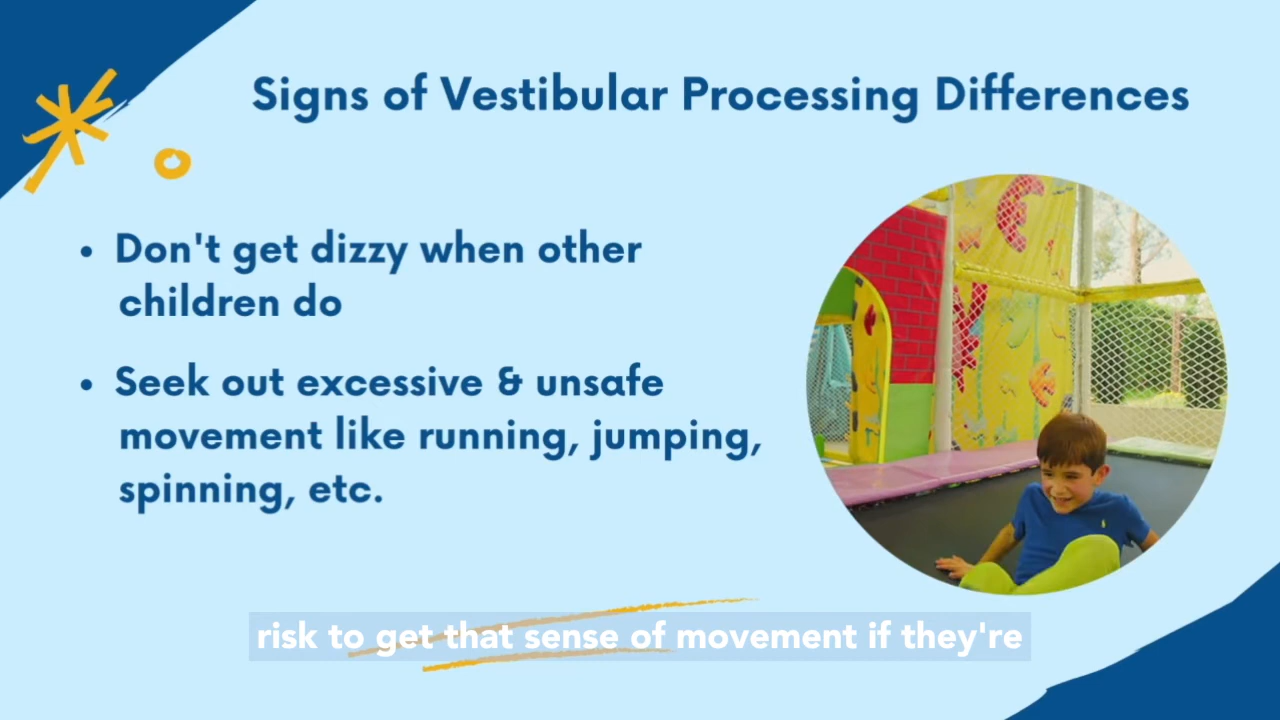 Signs of Vestibular Processing Differences
• Don't get dizzy when other
children do
• Seek out excessive & unsafe
movement like running, jumping,
spinning, etc.
risk to get that sense of movement if they're